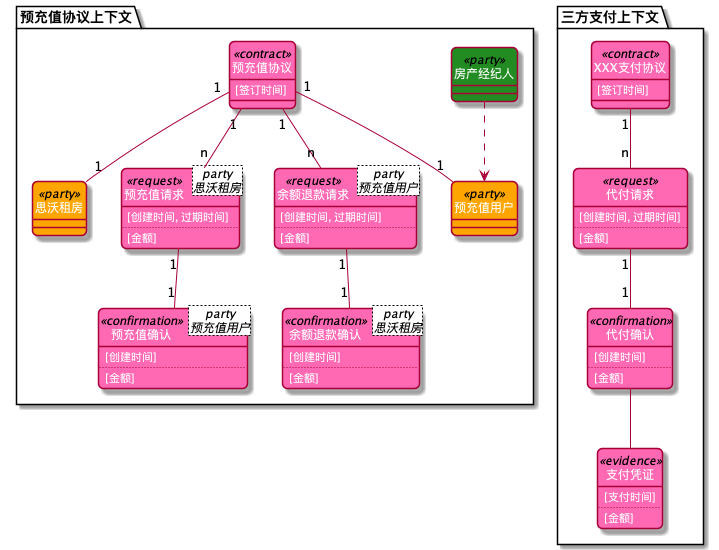 预充值协议上下文
«contract»
预充值协议
[签订时间]
«party»
房产经纪人
1
1
1
1
1
n
n
1
«party»
思沃租房
«request»
预充值请求
party
思沃租房
[创建时间, 过期时间]
[金额]
«request»
余额退款请求
party
预充值用户
[创建时间, 过期时间]
[金额]
«party»
预充值用户
1
1
1
1
«confirmation»
预充值确认
party
预充值用户
[创建时间]
[金额]
«confirmation»
余额退款确认
party
思沃租房
[创建时间]
[金额]
三方支付上下文
«contract»
XXX支付协议
[签订时间]
1
n
«request»
代付请求
[创建时间, 过期时间]
[金额]
1
1
«confirmation»
代付确认
[创建时间]
[金额]
«evidence»
支付凭证
[支付时间]
[金额]